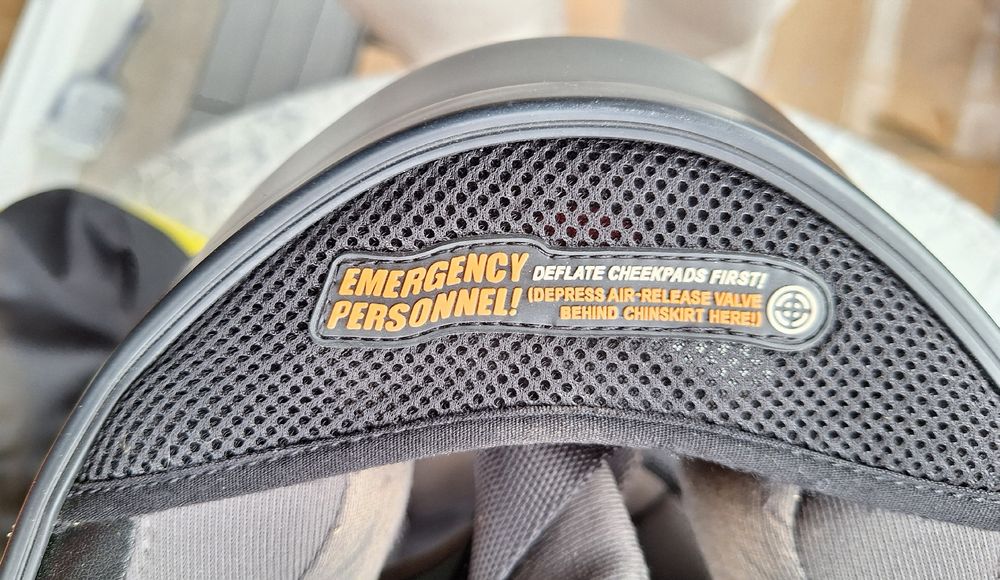 EMERGENCY
PERSONNEL!
DEFLATE CHEEKPADS FIRST!
(DEPRESS AIR-RELEASE VALVE
BEHIND CHINSKIRT HERE!)